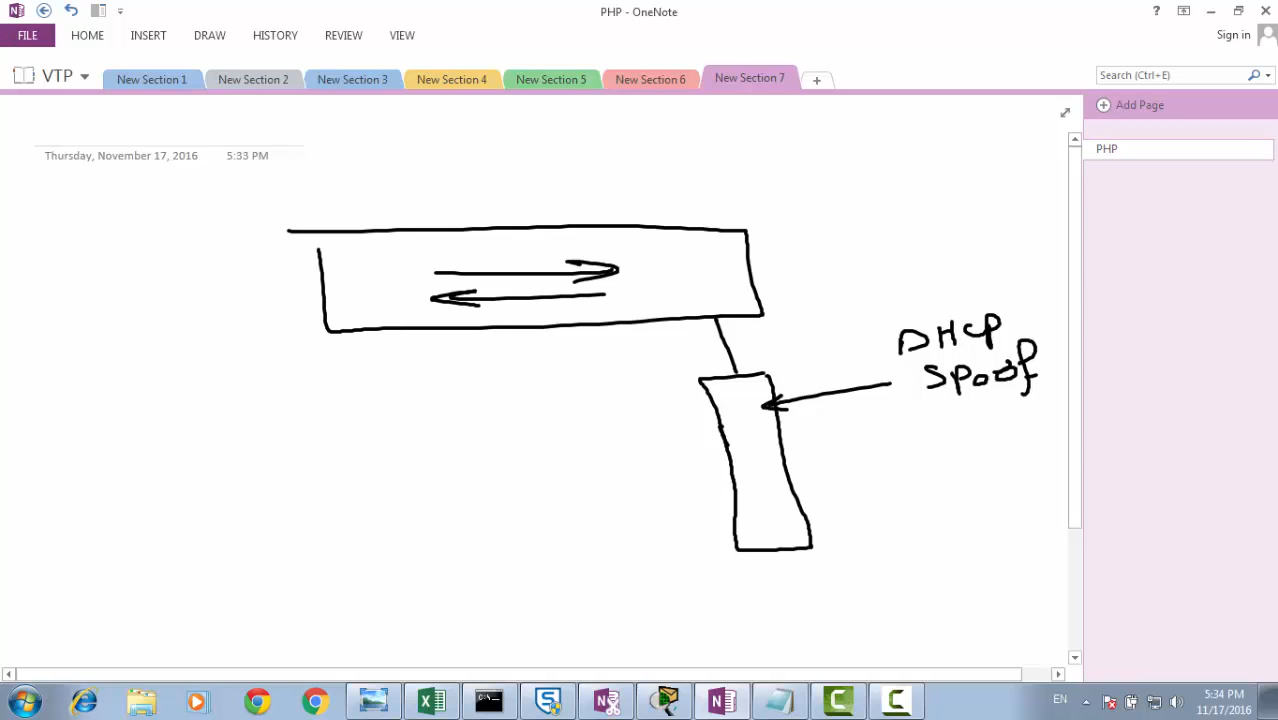 PHP - OneNote
FILE HOME INSERT DRAW HISTORY REVIEW VIEW
Sign in
VTP New Section 1 New Section 2 New Section 3 New Section 4 New Section 5 New Section 6 New Section 7
Search (Ctrl+E)
Add Page
PHP
Thursday, November 17, 2016 5:33 PM
DHCP
Spoof
EN
5:34 PM
11/17/2016